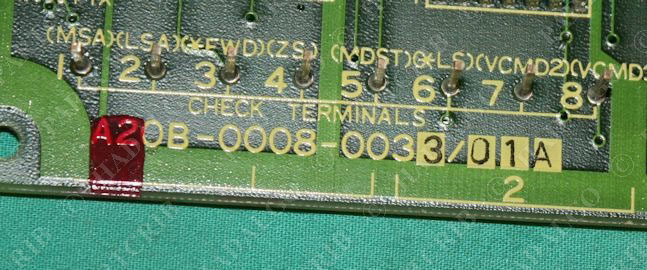 (MSA)(LSA)(*FWD)(ZS) (MDST)(*LS)(VCMD2)(VCMD
1 2 3 4 5 6 7 8
CHECK TERMINALS
A20B-0008-0033/01A
2